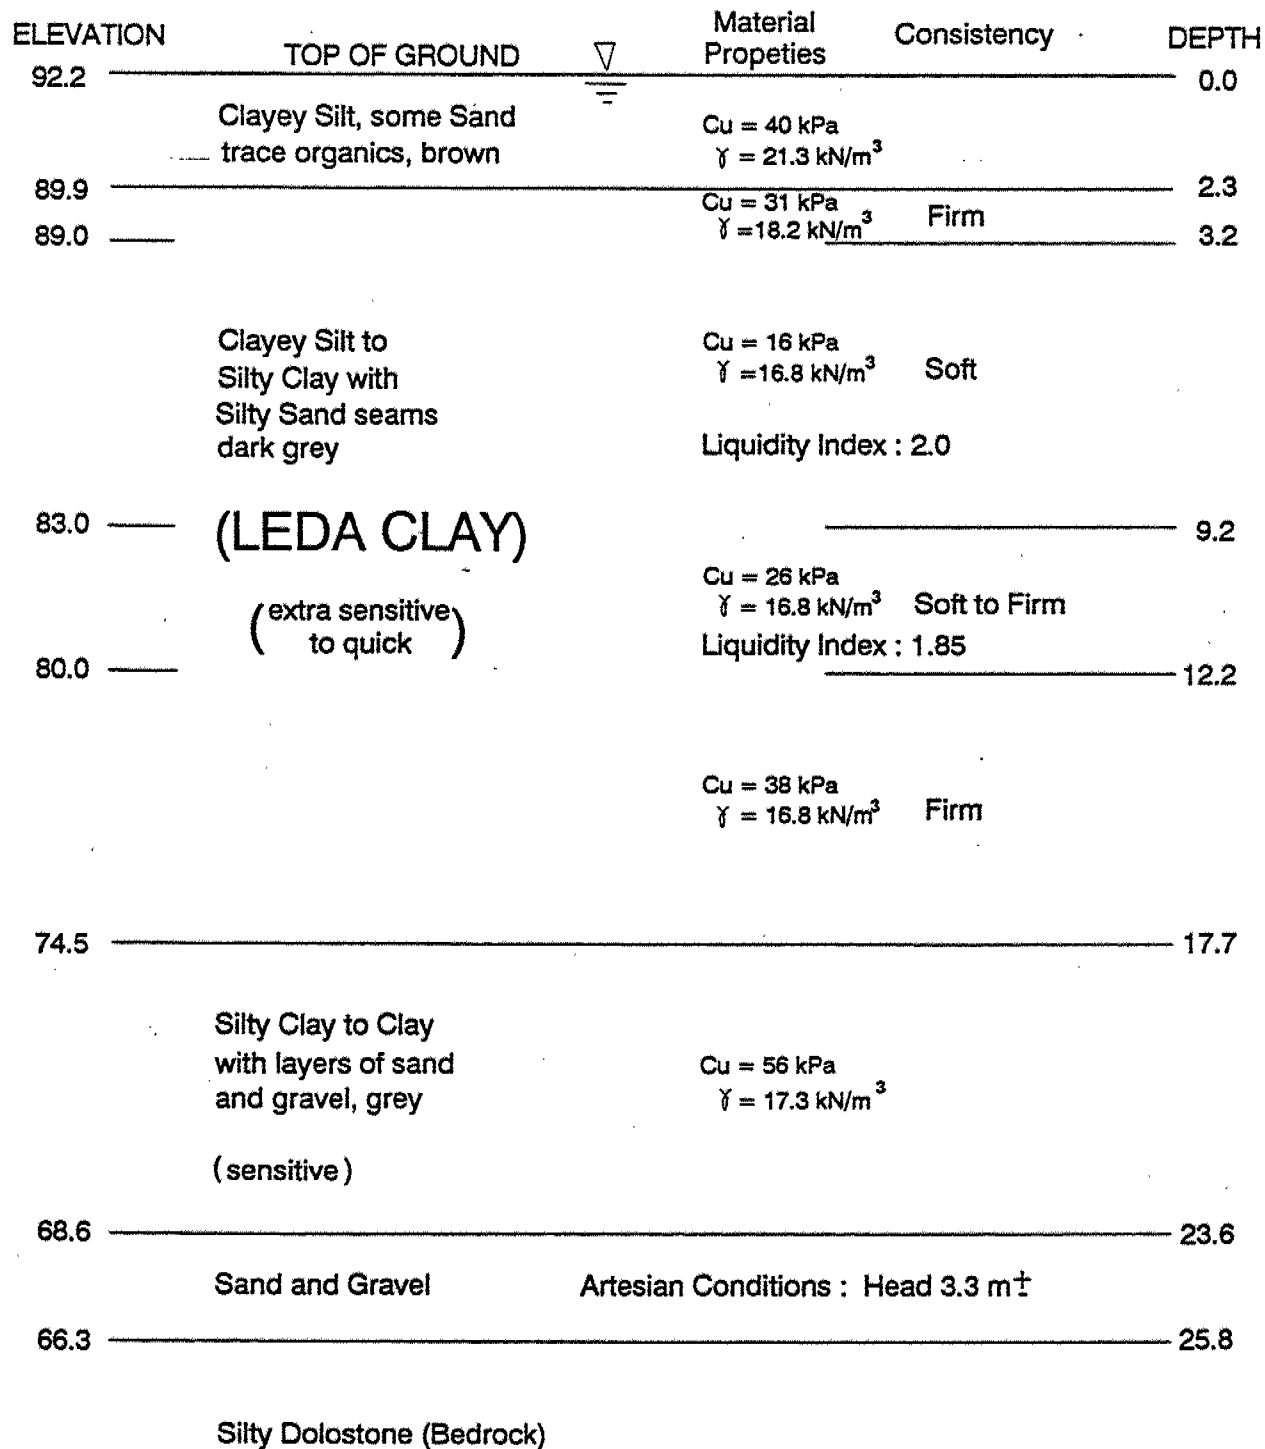 ELEVATION TOP OF GROUND Material Propeties Consistency DEPTH
92.2 0.0
Clayey Silt, some Sand Cu = 40 kPa
trace organics, brown γ = 21.3 kN/m³
89.9 2.3
Cu = 31 kPa
γ =18.2 kN/m³ Firm
89.0 3.2
Clayey Silt to Cu = 16 kPa
Silty Clay with γ =16.8 kN/m³ Soft
Silty Sand seams
dark grey Liquidity Index : 2.0
83.0 (LEDA CLAY) 9.2
Cu = 26 kPa
(extra sensitive γ = 16.8 kN/m³ Soft to Firm
to quick) Liquidity Index : 1.85
80.0 12.2
Cu = 38 kPa
γ = 16.8 kN/m³ Firm
74.5 17.7
Silty Clay to Clay
with layers of sand Cu = 56 kPa
and gravel, grey γ = 17.3 kN/m³
(sensitive)
68.6 23.6
Sand and Gravel Artesian Conditions : Head 3.3 m±
66.3 25.8
Silty Dolostone (Bedrock)